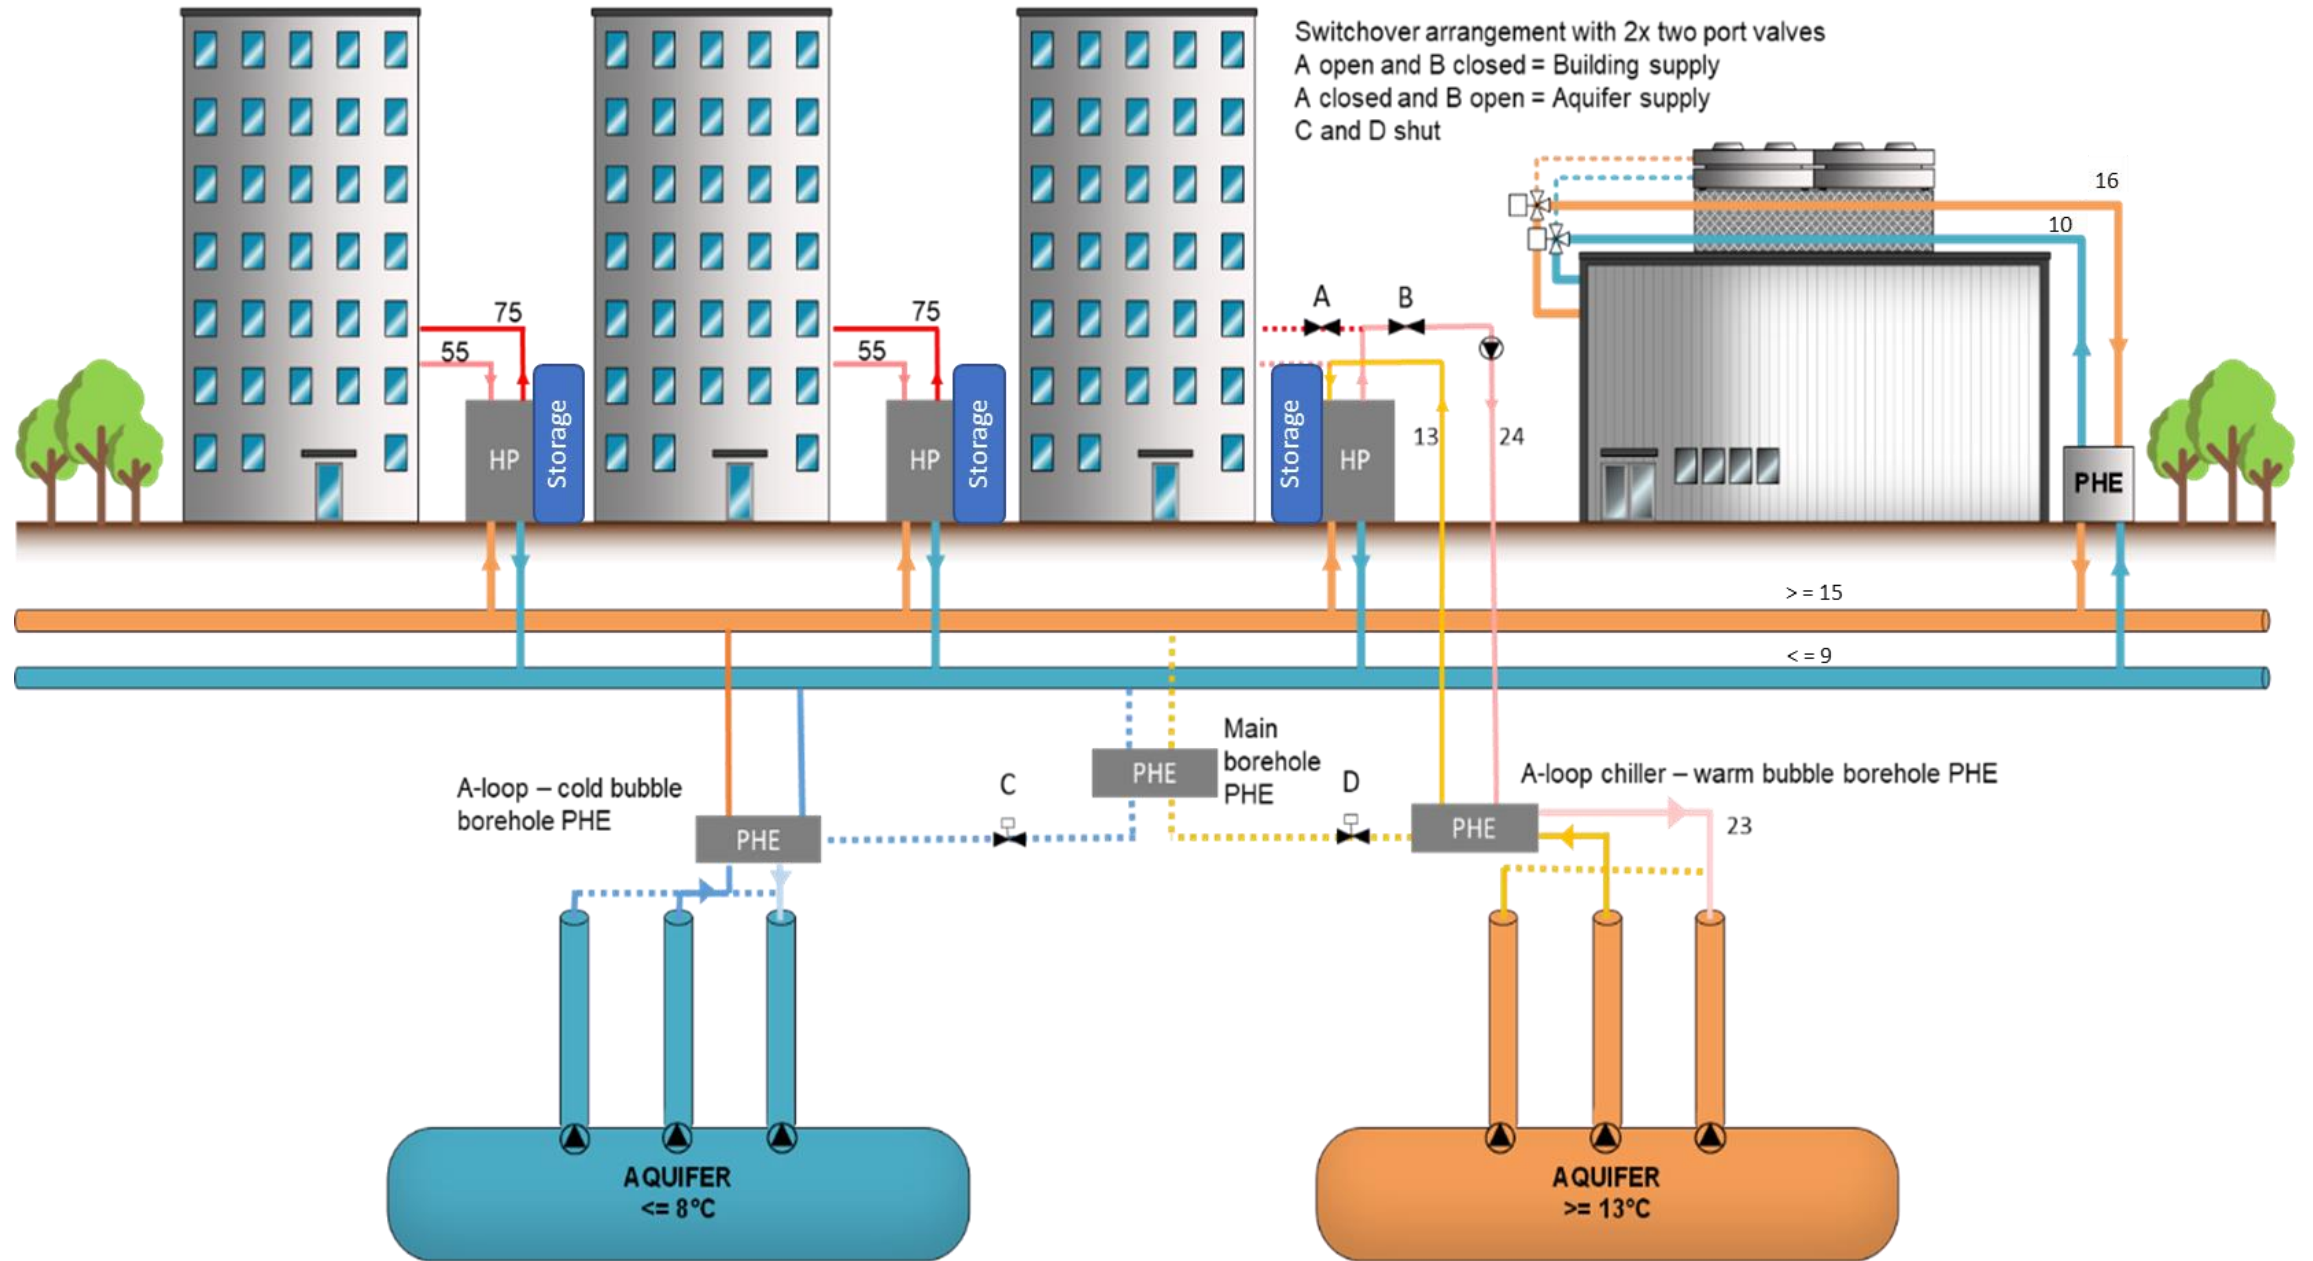 Switchover arrangement with 2x two port valves
A open and B closed = Building supply
A closed and B open = Aquifer supply
C and D shut
16
10
75
55
75
55
A
B
13
24
HP
Storage
HP
Storage
Storage
HP
PHE
> = 15
< = 9
Main
borehole
PHE
PHE
A-loop – cold bubble
borehole PHE
C
D
A-loop chiller – warm bubble borehole PHE
PHE
PHE
23
AQUIFER
<= 8°C
AQUIFER
>= 13°C